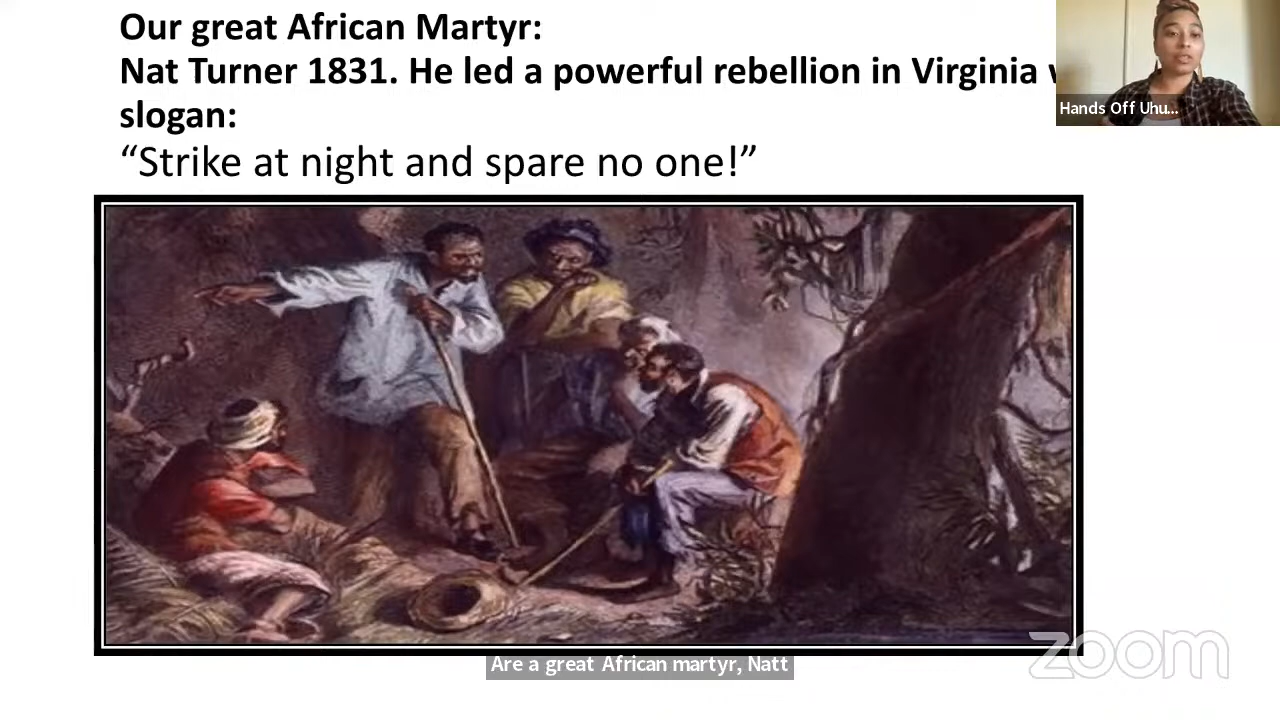 Our great African Martyr:
Nat Turner 1831. He led a powerful rebellion in Virginia
slogan:
“Strike at night and spare no one!”
Hands Off Uhu...
Are a great African martyr, Natt
zoom